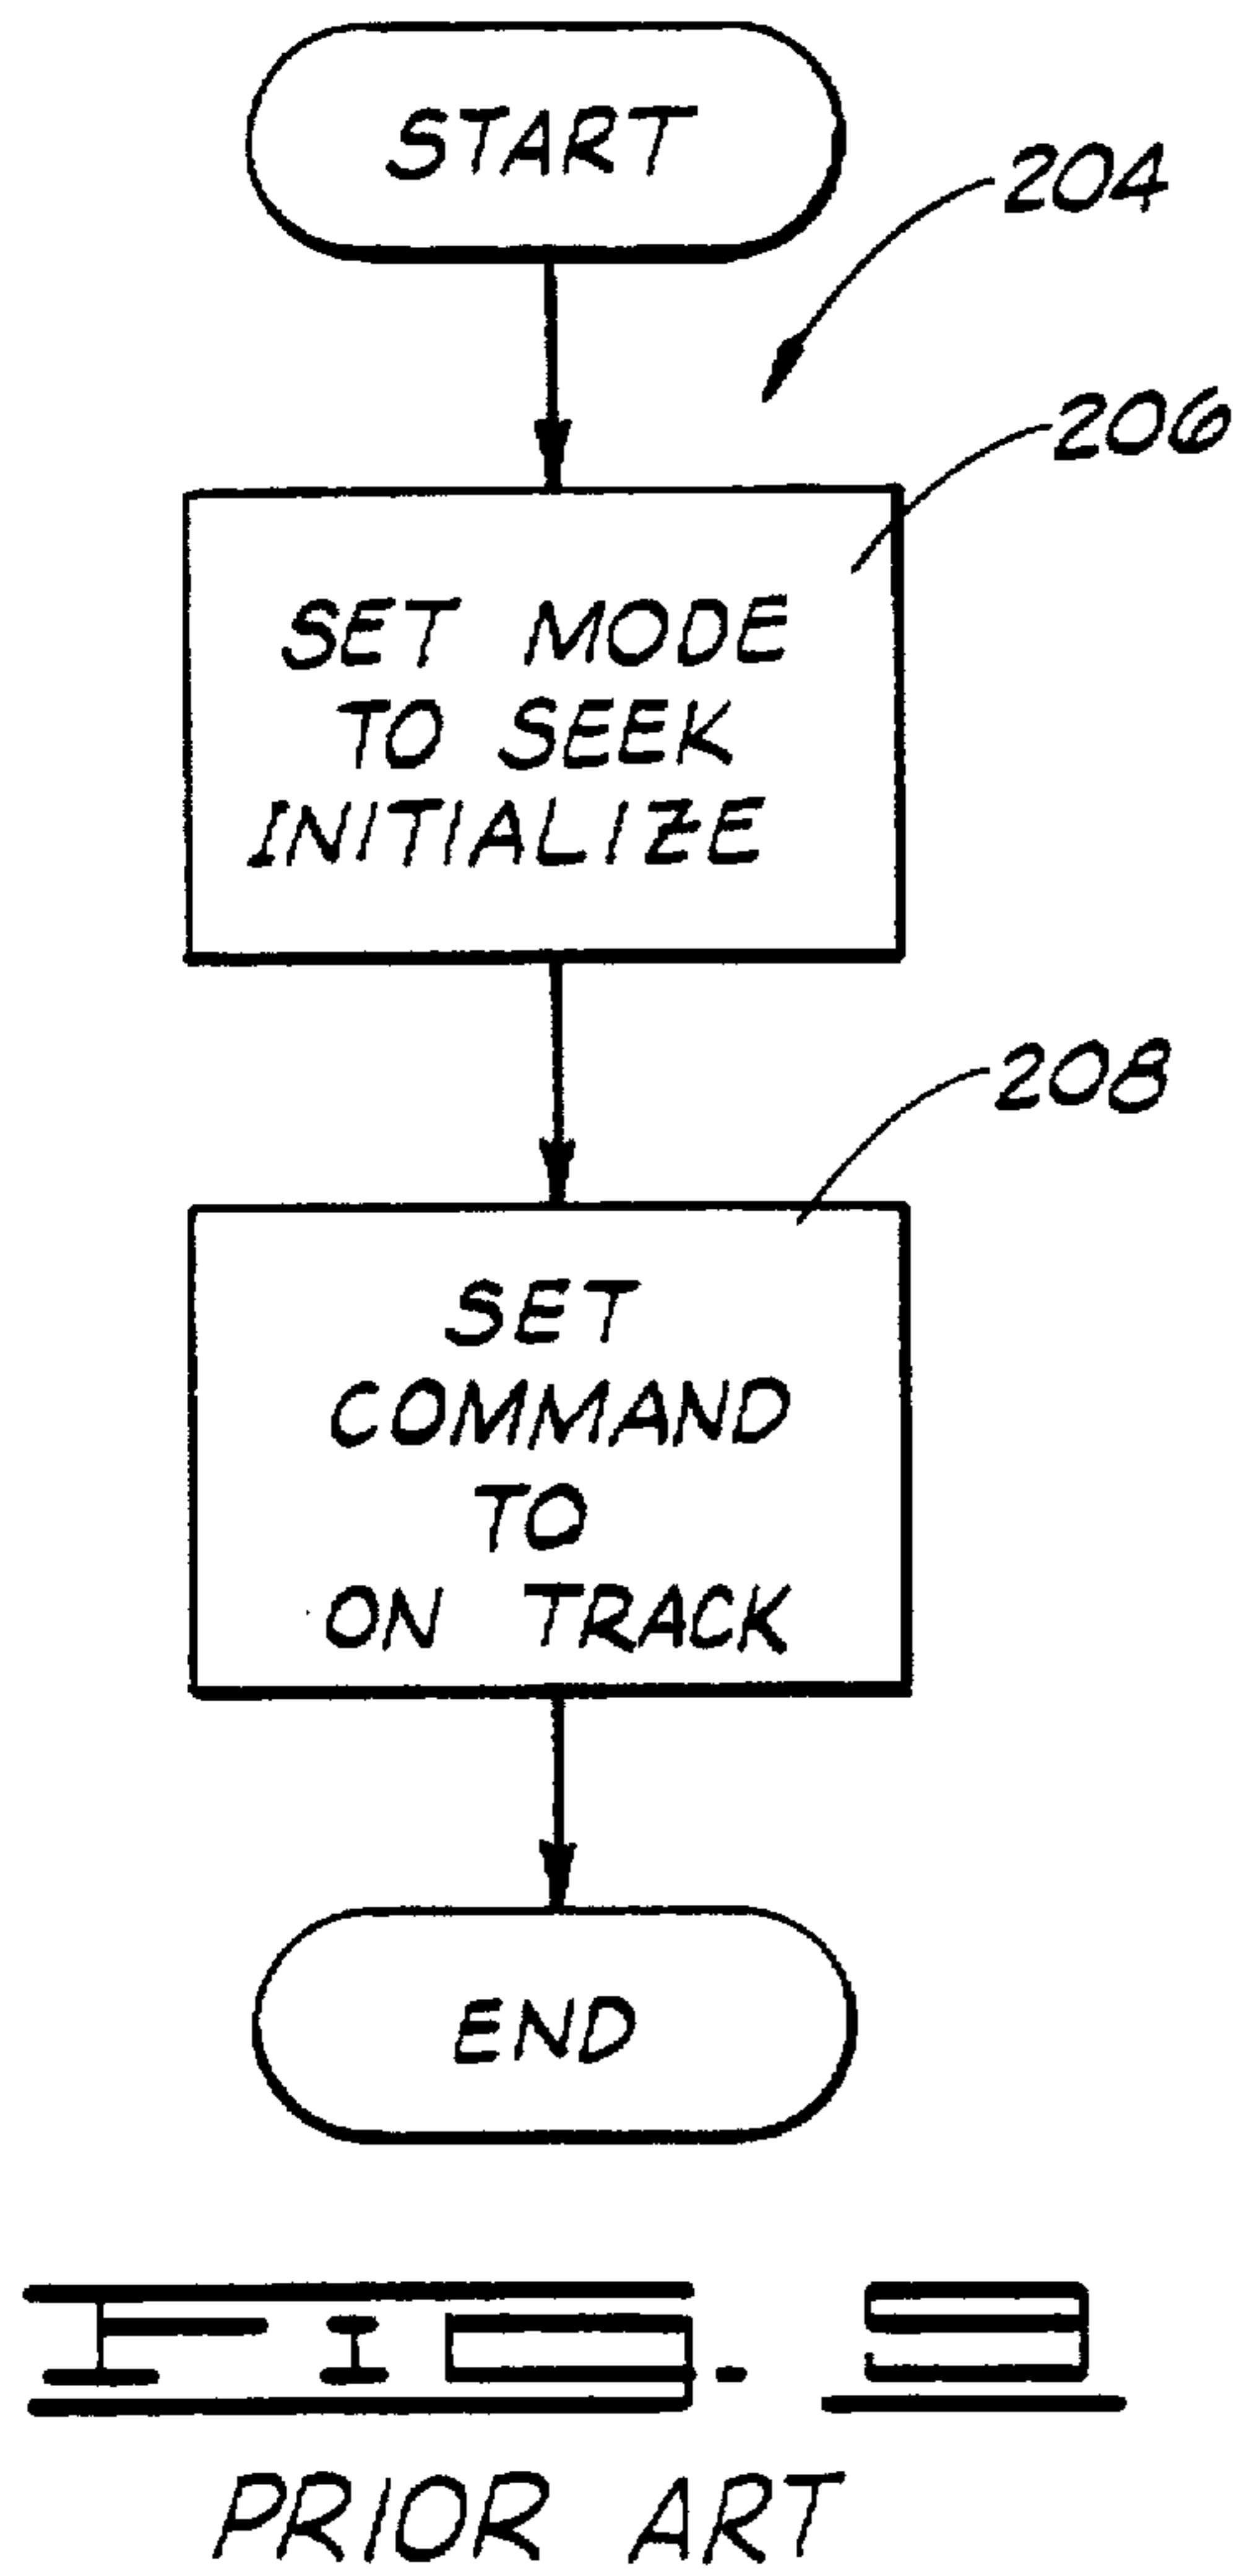 START
204
206
SET MODE
TO SEEK
INITIALIZE
208
SET
COMMAND
TO
ON TRACK
END
FIG. 9
PRIOR ART